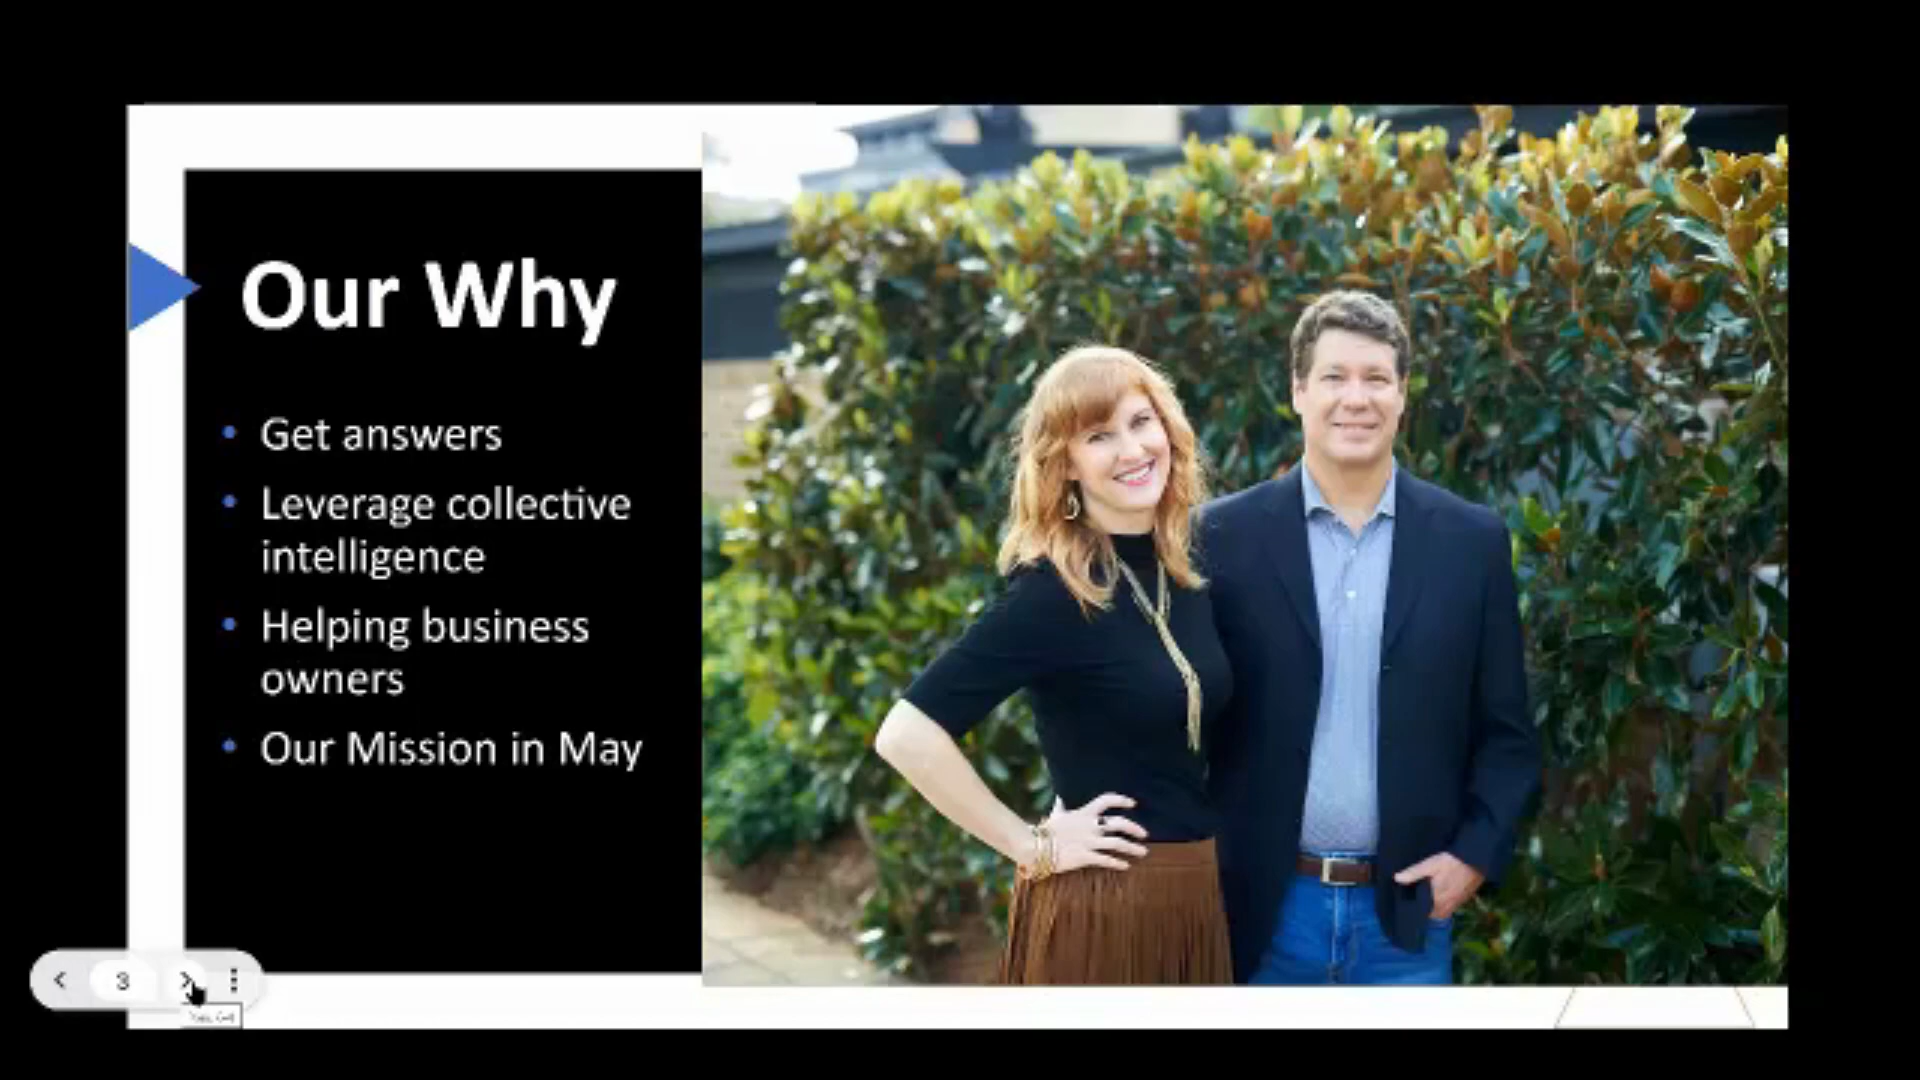 Our Why
• Get answers
• Leverage collective
intelligence
• Helping business
owners
• Our Mission in May
3